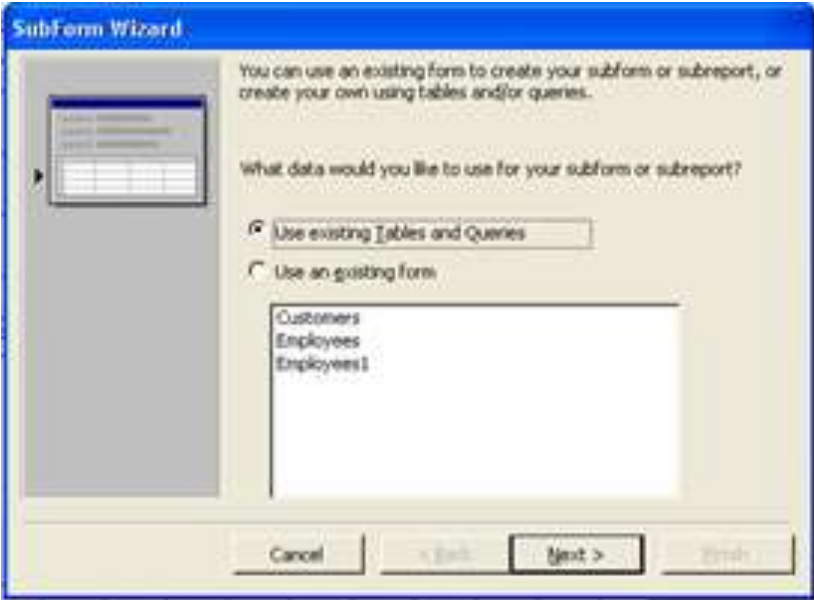 SubForm Wizard
You can use an existing form to create your subform or subreport, or
create your own using tables and/or queries.
What data would you like to use for your subform or subreport?
Use existing Tables and Queries
Use an existing form
Customers
Employees
Employees1
Cancel
< Back
Next >
Finish